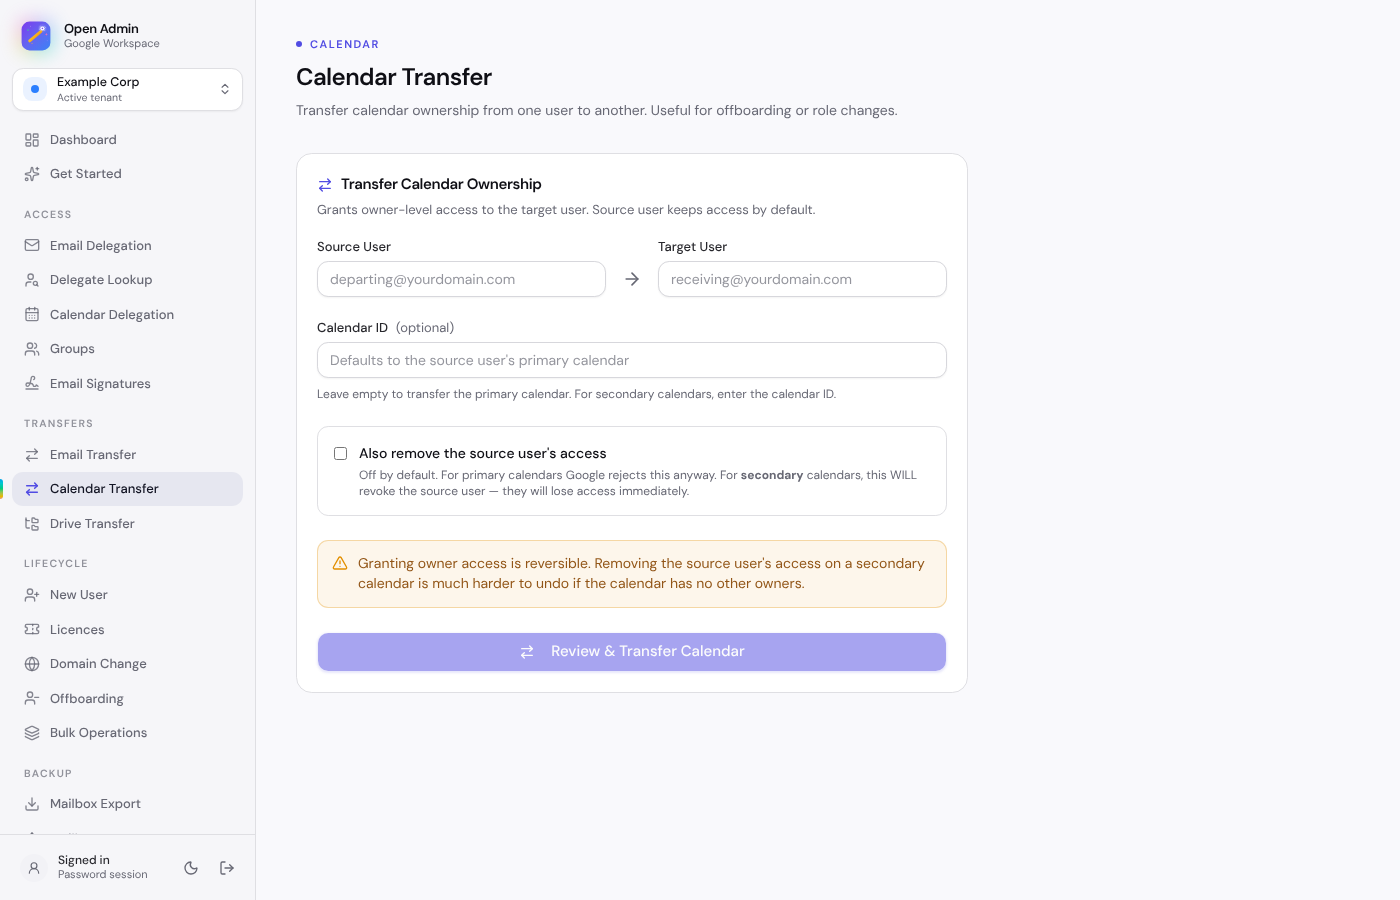 Open Admin
Google Workspace
Example Corp
Active tenant
Dashboard
Get Started
ACCESS
Email Delegation
Delegate Lookup
Calendar Delegation
Groups
Email Signatures
TRANSFERS
Email Transfer
Calendar Transfer
Drive Transfer
LIFECYCLE
New User
Licences
Domain Change
Offboarding
Bulk Operations
BACKUP
Mailbox Export
Signed in
Password session
CALENDAR
Calendar Transfer
Transfer calendar ownership from one user to another. Useful for offboarding or role changes.
Transfer Calendar Ownership
Grants owner-level access to the target user. Source user keeps access by default.
Source User
Target User
departing@yourdomain.com
receiving@yourdomain.com
Calendar ID (optional)
Defaults to the source user's primary calendar
Leave empty to transfer the primary calendar. For secondary calendars, enter the calendar ID.
Also remove the source user's access
Off by default. For primary calendars Google rejects this anyway. For secondary calendars, this WILL
revoke the source user — they will lose access immediately.
Granting owner access is reversible. Removing the source user's access on a secondary
calendar is much harder to undo if the calendar has no other owners.
Review & Transfer Calendar